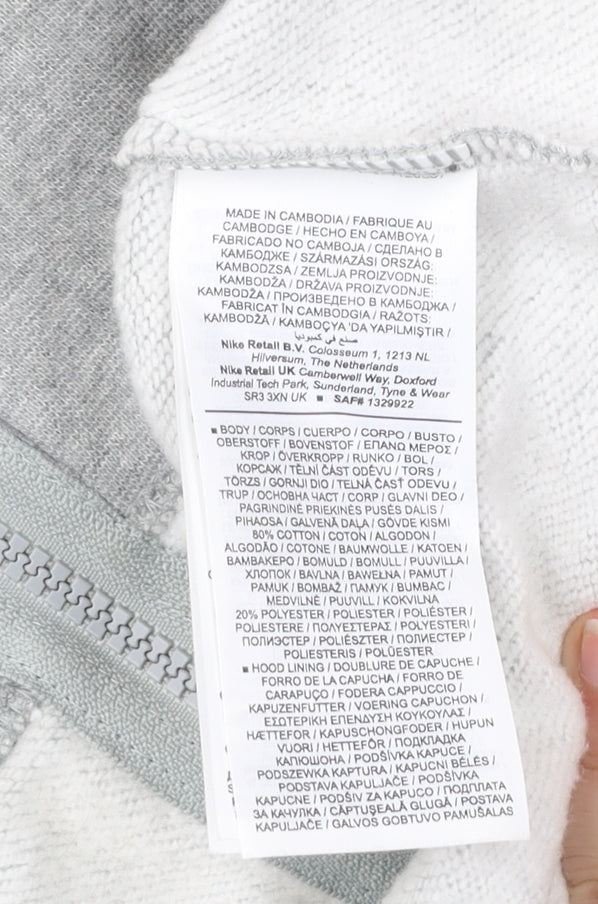 MADE IN CAMBODIA / FABRIQUE AU
CAMBODGE / HECHO EN CAMBOYA /
FABRICADO NO CAMBOJA / СДЕЛАНО В
КАМБОДЖЕ / SZÁRMAZÁSI ORSZÁG:
KAMBODZSA / ZEMLJA PROIZVODNJE:
KAMBODŽA / DRŽAVA PROIZVODNJE:
KAMBODŽA / ПРОИЗВЕДЕНО В КАМБОДЖА /
FABRICAT ÎN CAMBODGIA / RAŽOTS:
KAMBODŽĀ / KAMBOÇYA 'DA YAPILMIŞTIR /
صنع في كمبوديا
Nike Retail B.V. Colosseum 1, 1213 NL
Hilversum, The Netherlands
Nike Retail UK Camberwell Way, Doxford
Industrial Tech Park, Sunderland, Tyne & Wear
SR3 3XN UK ■ SAF# 1329922
■ BODY / CORPS / CUERPO / CORPO / BUSTO /
OBERSTOFF / BOVENSTOF / ΕΠΑΝΩ ΜΕΡΟΣ /
KROP / ÖVERKROPP / RUNKO / BOL /
КОРСАЖ / TĚLNÍ ČÁST ODĚVU / TORS /
TÖRZS / GORNJI DIO / TELNÁ ČASŤ ODEVU /
TRUP / ОСНОВНА ЧАСТ / CORP / GLAVNI DEO /
PAGRINDINĖ PRIEKINĖS PUSĖS DALIS /
PIHAOSA / GALVENĀ DAĻA / GÖVDE KISMI
80% COTTON / COTON / ALGODON /
ALGODÃO / COTONE / BAUMWOLLE / KATOEN /
ΒΑΜΒΑΚΕΡΟ / BOMULD / BOMULL / PUUVILLA /
ХЛОПОК / BAVLNA / BAWEŁNA / PAMUT /
PAMUK / BOMBAŽ / ПАМУК / BUMBAC /
MEDVILNĖ / PUUVILL / KOKVILNA
20% POLYESTER / POLIESTER / POLIÉSTER /
POLIESTERE / ΠΟΛΥΕΣΤΕΡΑΣ / POLYESTERI /
ПОЛИЭСТЕР / POLIÉSZTER / ПОЛИЕСТЕР /
POLIESTERIS / POLÜESTER
■ HOOD LINING / DOUBLURE DE CAPUCHE /
FORRO DE LA CAPUCHA / FORRO DE
CARAPUÇO / FODERA CAPPUCCIO /
KAPUZENFUTTER / VOERING CAPUCHON /
ΕΣΩΤΕΡΙΚΗ ΕΠΕΝΔΥΣΗ ΚΟΥΚΟΥΛΑΣ /
HÆTTEFOR / KAPUSCHONGFODER / HUPUN
VUORI / HETTEFÔR / ПОДКЛАДКА
КАПЮШОНА / PODŠÍVKA KAPUCE /
PODSZEWKA KAPTURA / KAPUCNI BÉLÉS /
PODSTAVA KAPULJAČE / PODŠÍVKA
KAPUCNE / PODŠIV ZA KAPUCO / ПОДПЛАТА
ЗА КАЧУЛКА / CĂPTUŞEALĂ GLUGĂ / POSTAVA
KAPULJAČE / GALVOS GOBTUVO PAMUŠALAS